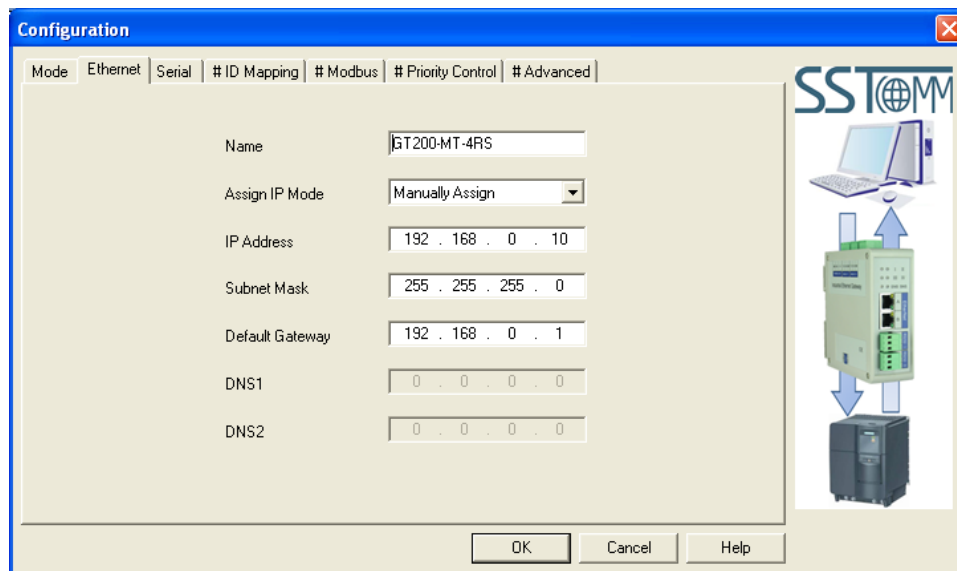 Configuration
Mode Ethernet Serial # ID Mapping # Modbus # Priority Control # Advanced
SSTCOMM
Name GT200-MT-4RS
Assign IP Mode Manually Assign
IP Address 192 . 168 . 0 . 10
Subnet Mask 255 . 255 . 255 . 0
Default Gateway 192 . 168 . 0 . 1
DNS1 0 . 0 . 0 . 0
DNS2 0 . 0 . 0 . 0
OK Cancel Help